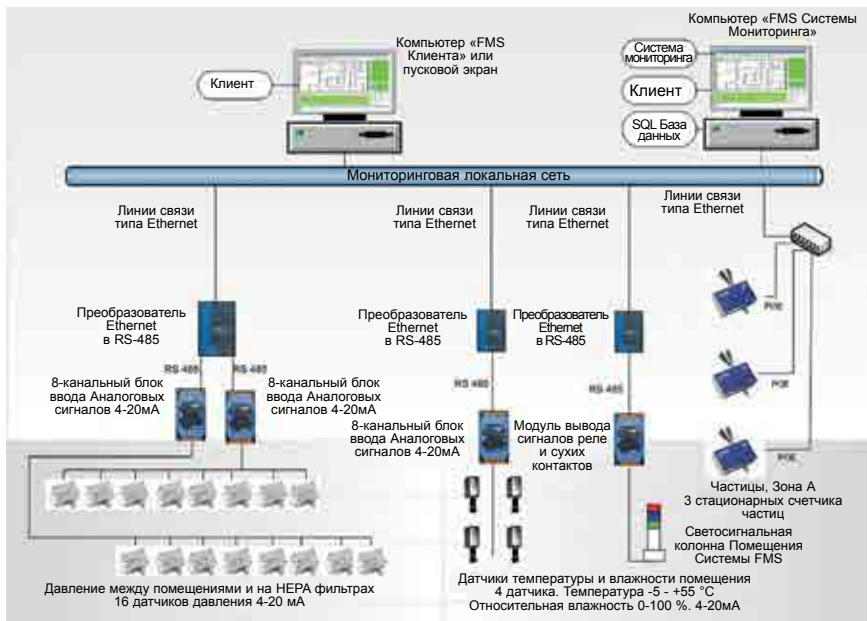 Компьютер «FMS
Клиента» или
пусковой экран
Клиент
Компьютер «FMS Системы
Мониторинга»
Система
мониторинга
Клиент
SQL База
данных
Мониторинговая локальная сеть
Линии связи
типа Ethernet
Линии связи
типа Ethernet
Линии связи
типа Ethernet
Линии связи
типа Ethernet
Преобразователь
Ethernet
в RS-485
Преобразователь
Ethernet
в RS-485
Преобразователь
Ethernet
в RS-485
POE
POE
POE
RS-485
RS-485
RS 485
RS-485
8-канальный блок
ввода Аналоговых
сигналов 4-20мА
8-канальный блок
ввода Аналоговых
сигналов 4-20мА
8-канальный блок
ввода Аналоговых
сигналов 4-20мА
Модуль вывода
сигналов реле
и сухих
контактов
Частицы, Зона А
3 стационарных счетчика
частиц
Светосигнальная
колонна Помещения
Системы FMS
Давление между помещениями и на HEPA фильтрах
16 датчиков давления 4-20 мА
Датчики температуры и влажности помещения
4 датчика. Температура -5 - +55 °C
Относительная влажность 0-100 %. 4-20мА